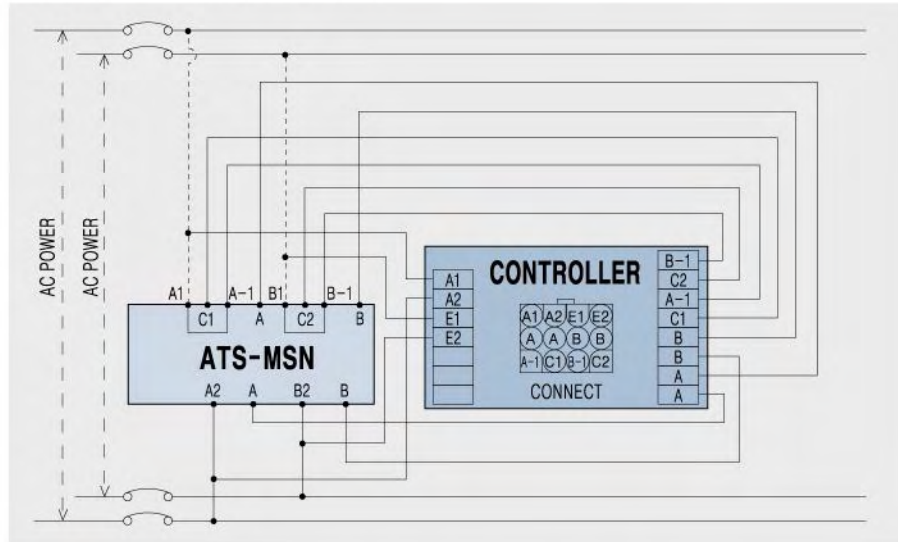 AC POWER
AC POWER
A1 A-1 B1 B-1
C1 A C2 B
ATS-MSN
A2 A B2 B
CONTROLLER
A1
A2
E1
E2
A1 A2 E1 E2
A A B B
A-1 C1 B-1 C2
CONNECT
B-1
C2
A-1
C1
B
B
A
A